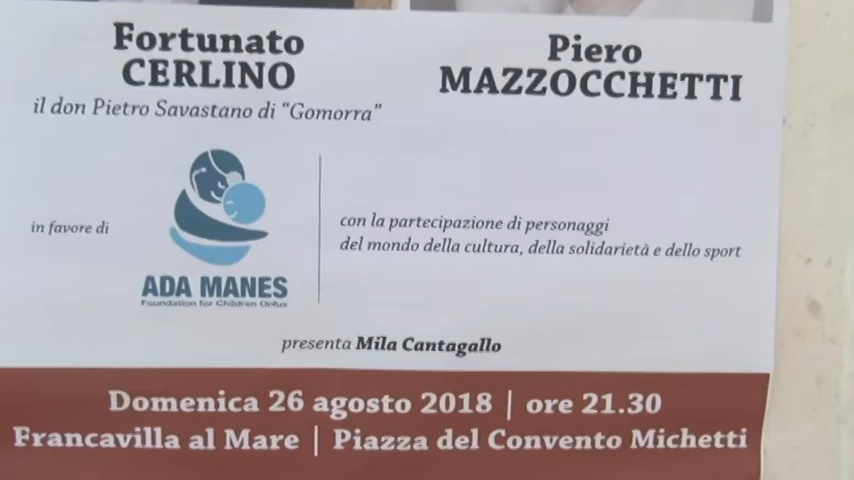 Fortunato
CERLINO
il don Pietro Savastano di “Gomorra”
Piero
MAZZOCCHETTI
in favore di
ADA MANES
Foundation for Children Onlus
con la partecipazione di personaggi
del mondo della cultura, della solidarietà e dello sport
presenta Mila Cantagallo
Domenica 26 agosto 2018 | ore 21.30
Francavilla al Mare | Piazza del Convento Michetti